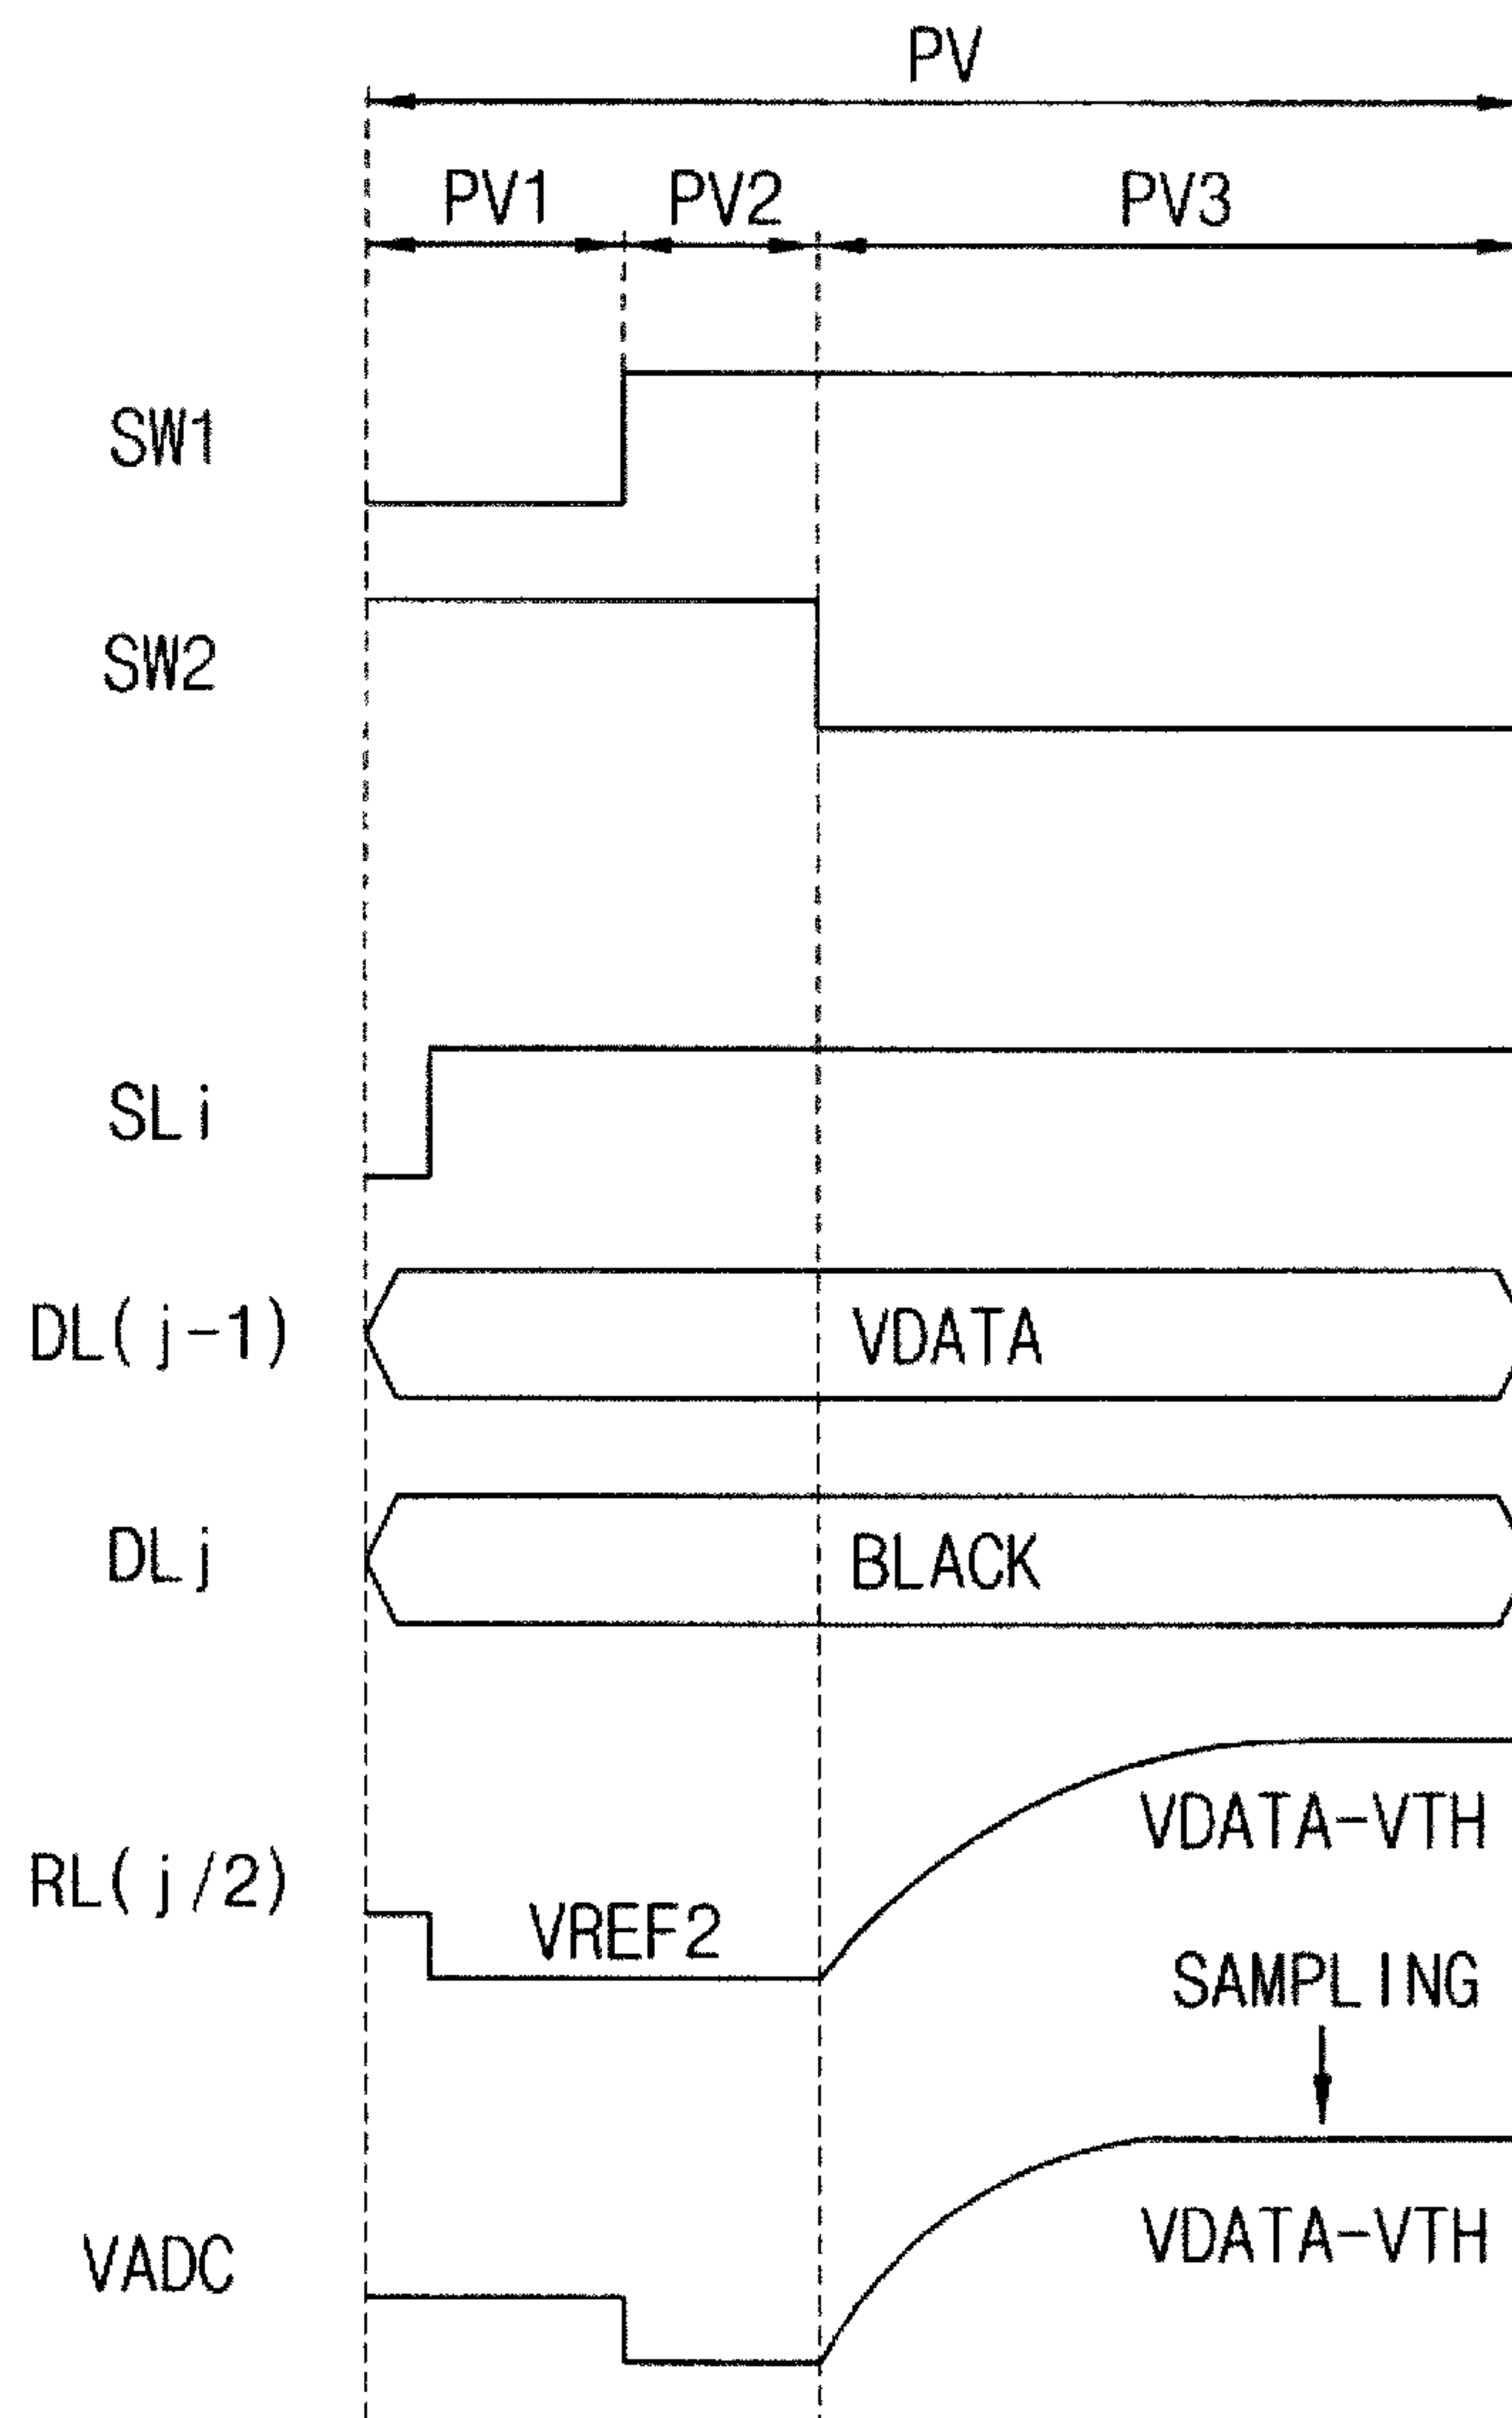 PV
PV1 PV2 PV3
SW1
SW2
SLi
DL(j-1) VDATA
DLj BLACK
VDATA-VTH
RL(j/2) VREF2
SAMPLING
VDATA-VTH
VADC